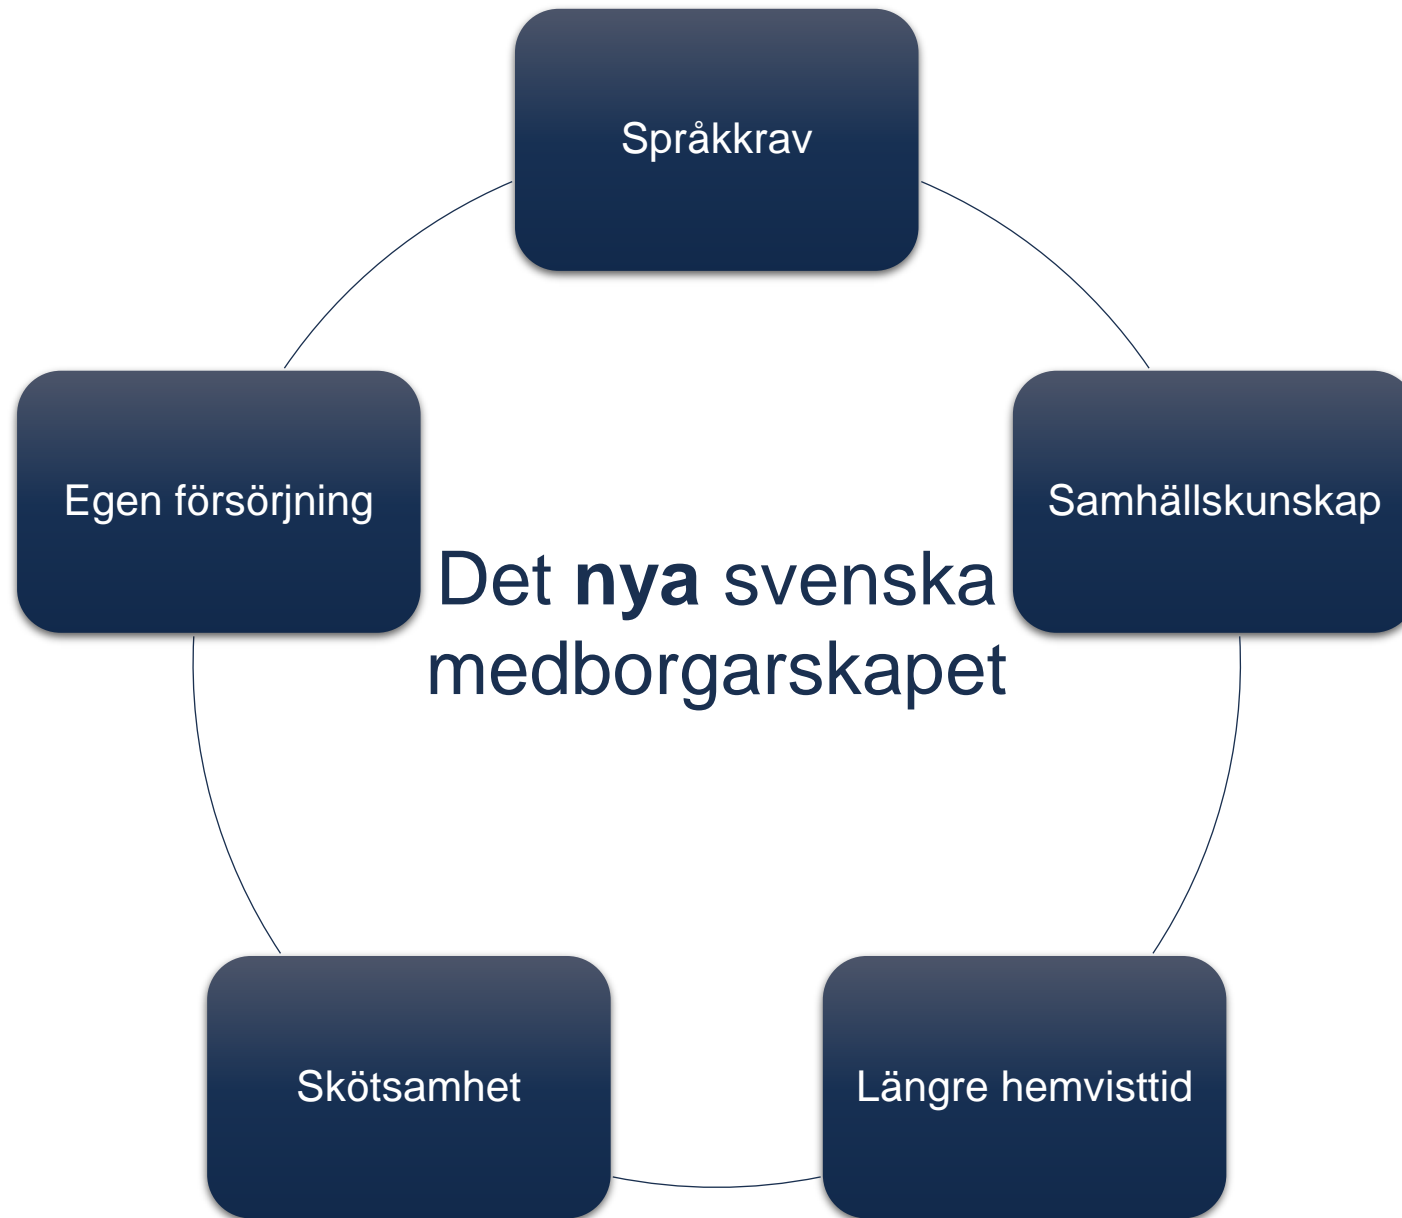 Språkkrav
Egen försörjning
Samhällskunskap
Det nya svenska
medborgarskapet
Skötsamhet
Längre hemvisttid